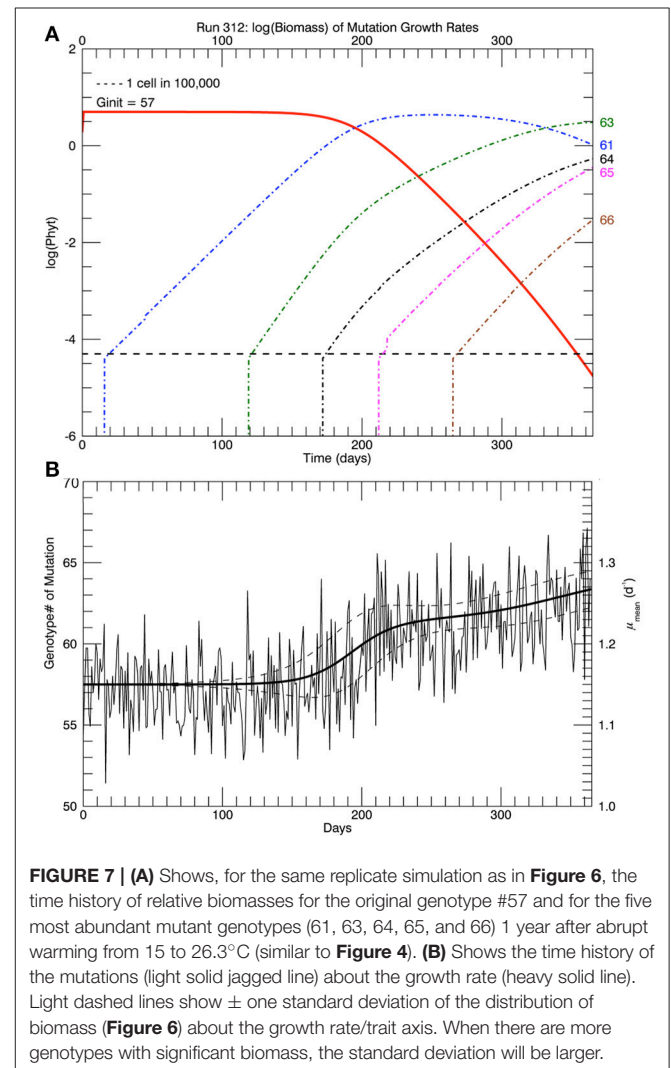 A
Run 312: log(Biomass) of Mutation Growth Rates
0 100 200 300
2
0
-2
-4
-6
log(Phyt)
---- 1 cell in 100,000
Ginit = 57
63
61
64
65
66
0 100 200 300
Time (days)
B
70
65
60
55
50
Genotype# of Mutation
1.3
1.2
1.1
1.0
μmean (d⁻¹)
0 100 200 300
Days
FIGURE 7 | (A) Shows, for the same replicate simulation as in Figure 6, the
time history of relative biomasses for the original genotype #57 and for the five
most abundant mutant genotypes (61, 63, 64, 65, and 66) 1 year after abrupt
warming from 15 to 26.3°C (similar to Figure 4). (B) Shows the time history of
the mutations (light solid jagged line) about the growth rate (heavy solid line).
Light dashed lines show ± one standard deviation of the distribution of
biomass (Figure 6) about the growth rate/trait axis. When there are more
genotypes with significant biomass, the standard deviation will be larger.